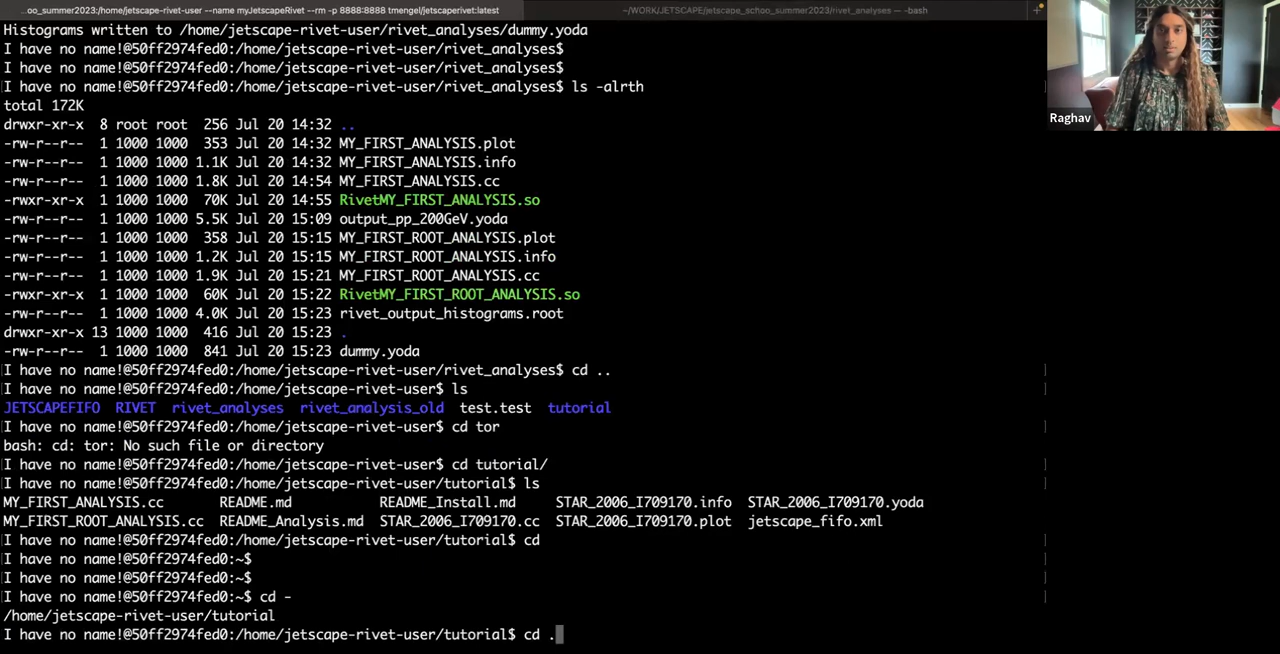 ...oo_summer2023:/home/jetscape-rivet-user --name myJetscapeRivet --rm -p 8888:8888 tmengel/jetscaperivet:latest
~/WORK/JETSCAPE/jetscape_schoo_summer2023/rivet_analyses — -bash
Histograms written to /home/jetscape-rivet-user/rivet_analyses/dummy.yoda
I have no name!@50ff2974fed0:/home/jetscape-rivet-user/rivet_analyses$
I have no name!@50ff2974fed0:/home/jetscape-rivet-user/rivet_analyses$
I have no name!@50ff2974fed0:/home/jetscape-rivet-user/rivet_analyses$ ls -alrth
total 172K
drwxr-xr-x 8 root root 256 Jul 20 14:32 ..
-rw-r--r-- 1 1000 1000 353 Jul 20 14:32 MY_FIRST_ANALYSIS.plot
-rw-r--r-- 1 1000 1000 1.1K Jul 20 14:32 MY_FIRST_ANALYSIS.info
-rw-r--r-- 1 1000 1000 1.8K Jul 20 14:54 MY_FIRST_ANALYSIS.cc
-rwxr-xr-x 1 1000 1000 70K Jul 20 14:55 RivetMY_FIRST_ANALYSIS.so
-rw-r--r-- 1 1000 1000 5.5K Jul 20 15:09 output_pp_200GeV.yoda
-rw-r--r-- 1 1000 1000 358 Jul 20 15:15 MY_FIRST_ROOT_ANALYSIS.plot
-rw-r--r-- 1 1000 1000 1.2K Jul 20 15:15 MY_FIRST_ROOT_ANALYSIS.info
-rw-r--r-- 1 1000 1000 1.9K Jul 20 15:21 MY_FIRST_ROOT_ANALYSIS.cc
-rwxr-xr-x 1 1000 1000 60K Jul 20 15:22 RivetMY_FIRST_ROOT_ANALYSIS.so
-rw-r--r-- 1 1000 1000 4.0K Jul 20 15:23 rivet_output_histograms.root
drwxr-xr-x 13 1000 1000 416 Jul 20 15:23 .
-rw-r--r-- 1 1000 1000 841 Jul 20 15:23 dummy.yoda
I have no name!@50ff2974fed0:/home/jetscape-rivet-user/rivet_analyses$ cd ..
I have no name!@50ff2974fed0:/home/jetscape-rivet-user$ ls
JETSCAPEFIFO RIVET rivet_analyses rivet_analysis_old test.test tutorial
I have no name!@50ff2974fed0:/home/jetscape-rivet-user$ cd tor
bash: cd: tor: No such file or directory
I have no name!@50ff2974fed0:/home/jetscape-rivet-user$ cd tutorial/
I have no name!@50ff2974fed0:/home/jetscape-rivet-user/tutorial$ ls
MY_FIRST_ANALYSIS.cc README.md README_Install.md STAR_2006_I709170.info STAR_2006_I709170.yoda
MY_FIRST_ROOT_ANALYSIS.cc README_Analysis.md STAR_2006_I709170.cc STAR_2006_I709170.plot jetscape_fifo.xml
I have no name!@50ff2974fed0:/home/jetscape-rivet-user/tutorial$ cd
I have no name!@50ff2974fed0:~$
I have no name!@50ff2974fed0:~$
I have no name!@50ff2974fed0:~$ cd -
/home/jetscape-rivet-user/tutorial
I have no name!@50ff2974fed0:/home/jetscape-rivet-user/tutorial$ cd .
Raghav